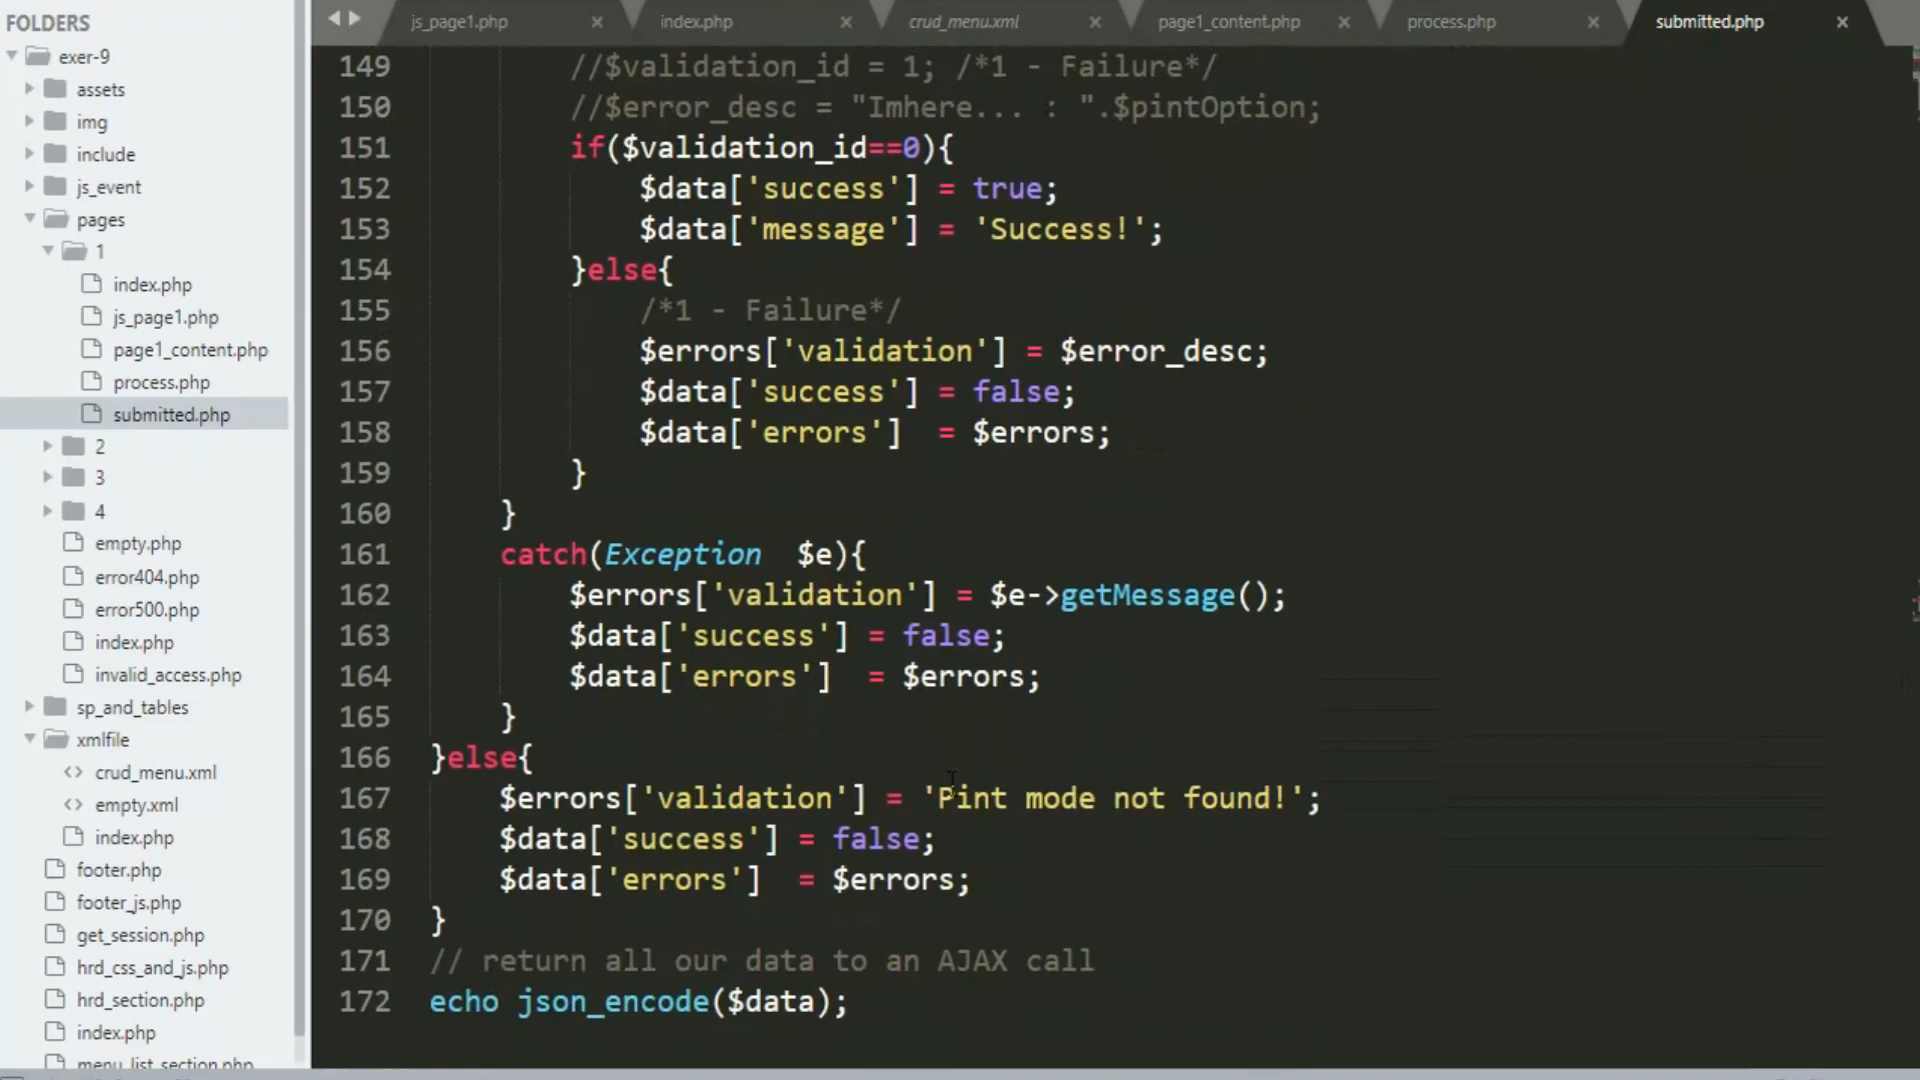 FOLDERS
exer-9
assets
img
include
js_event
pages
1
index.php
js_page1.php
page1_content.php
process.php
submitted.php
2
3
4
empty.php
error404.php
error500.php
index.php
invalid_access.php
sp_and_tables
xmlfile
<> crud_menu.xml
<> empty.xml
index.php
footer.php
footer_js.php
get_session.php
hrd_css_and_js.php
hrd_section.php
index.php
menu_list_section.php
js_page1.php × index.php × crud_menu.xml × page1_content.php × process.php × submitted.php ×
149 //$validation_id = 1; /*1 - Failure*/
150 //$error_desc = "Imhere... : ".$pintOption;
151 if($validation_id==0){
152 $data['success'] = true;
153 $data['message'] = 'Success!';
154 }else{
155 /*1 - Failure*/
156 $errors['validation'] = $error_desc;
157 $data['success'] = false;
158 $data['errors']  = $errors;
159 }
160 }
161 catch(Exception  $e){
162 $errors['validation'] = $e->getMessage();
163 $data['success'] = false;
164 $data['errors']  = $errors;
165 }
166 }else{
167 $errors['validation'] = 'Pint mode not found!';
168 $data['success'] = false;
169 $data['errors']  = $errors;
170 }
171 // return all our data to an AJAX call
172 echo json_encode($data);